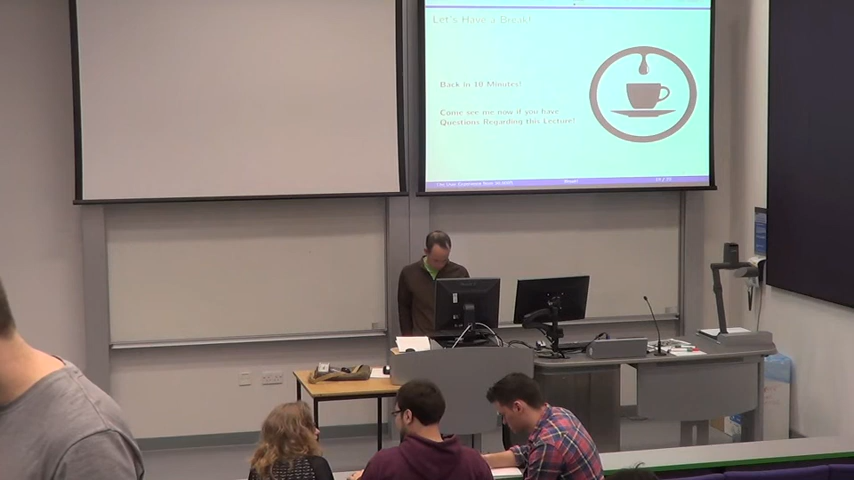 Let's Have a Break!
Back in 10 Minutes!
Come see me now if you have
Questions Regarding this Lecture!